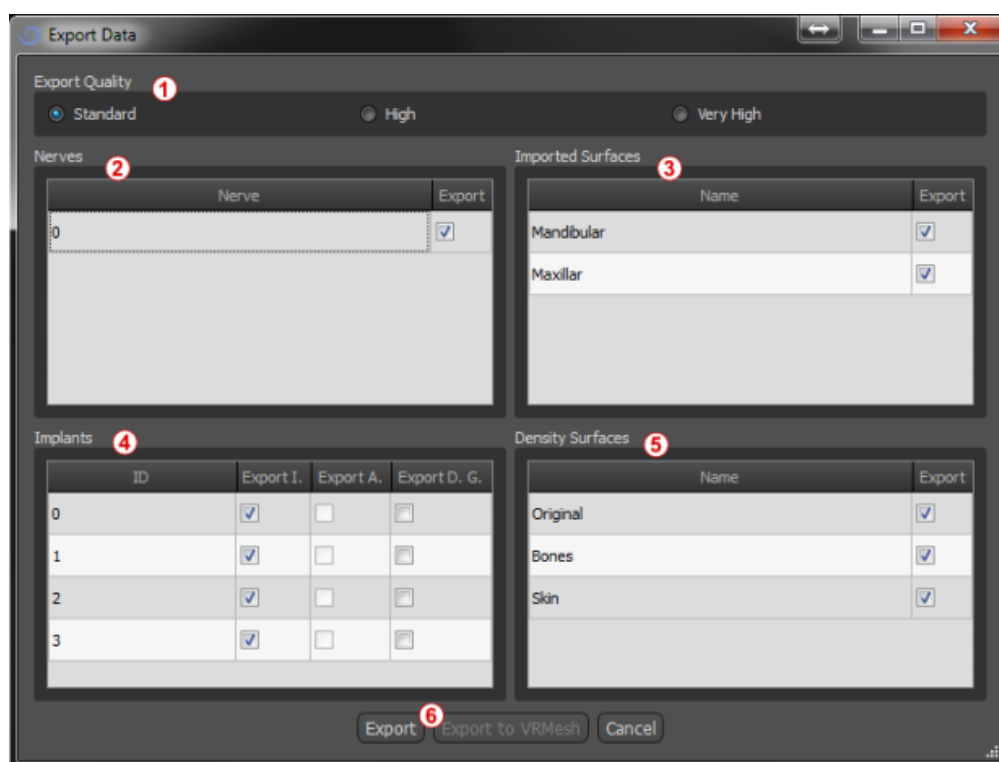 Export Data
Export Quality 1
Standard High Very High
Nerves 2
Nerve Export
0
Imported Surfaces 3
Name Export
Mandibular
Maxillar
Implants 4
ID Export I. Export A. Export D. G.
0
1
2
3
Density Surfaces 5
Name Export
Original
Bones
Skin
6
Export Export to VRMesh Cancel